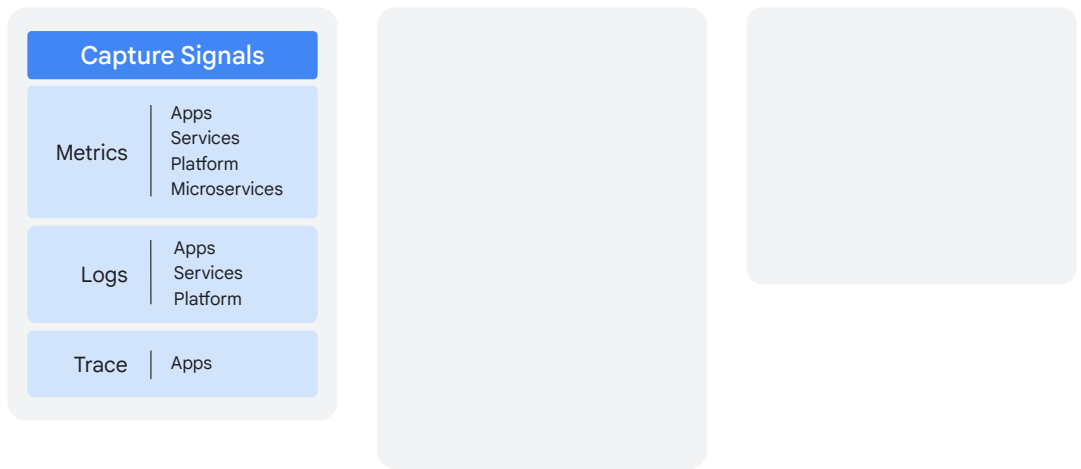 Capture Signals
Metrics
Apps
Services
Platform
Microservices
Logs
Apps
Services
Platform
Trace
Apps